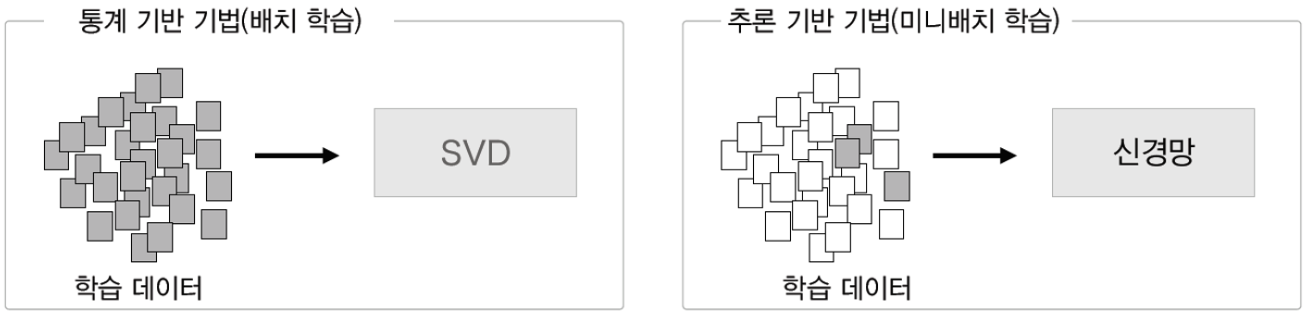 통계 기반 기법(배치 학습)
SVD
학습 데이터
추론 기반 기법(미니배치 학습)
신경망
학습 데이터